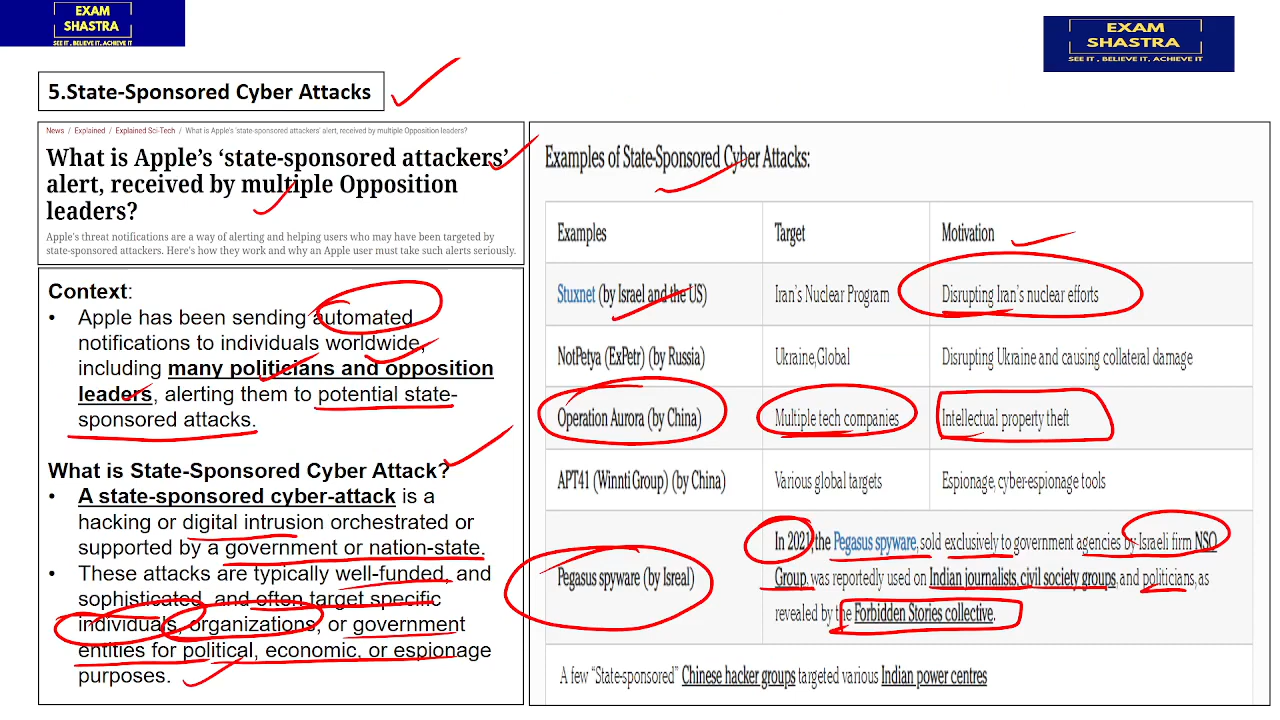 EXAM
SHASTRA
SEE IT , BELIEVE IT, ACHIEVE IT
EXAM
SHASTRA
SEE IT , BELIEVE IT, ACHIEVE IT
5.State-Sponsored Cyber Attacks
News / Explained / Explained Sci-Tech / What is Apple's 'state-sponsored attackers' alert, received by multiple Opposition leaders?
What is Apple's 'state-sponsored attackers'
alert, received by multiple Opposition
leaders?
Apple's threat notifications are a way of alerting and helping users who may have been targeted by
state-sponsored attackers. Here's how they work and why an Apple user must take such alerts seriously.
Context:
• Apple has been sending automated
notifications to individuals worldwide,
including many politicians and opposition
leaders, alerting them to potential state-
sponsored attacks.
What is State-Sponsored Cyber Attack?
• A state-sponsored cyber-attack is a
hacking or digital intrusion orchestrated or
supported by a government or nation-state.
• These attacks are typically well-funded, and
sophisticated, and often target specific
individuals, organizations, or government
entities for political, economic, or espionage
purposes.
Examples of State-Sponsored Cyber Attacks:
Examples Target Motivation
Stuxnet (by Israel and the US) Iran's Nuclear Program Disrupting Iran's nuclear efforts
NotPetya (ExPetr) (by Russia) Ukraine, Global Disrupting Ukraine and causing collateral damage
Operation Aurora (by China) Multiple tech companies Intellectual property theft
APT41 (Winnti Group) (by China) Various global targets Espionage, cyber-espionage tools
In 2021, the Pegasus spyware, sold exclusively to government agencies by Israeli firm NSO
Pegasus spyware (by Isreal) Group, was reportedly used on Indian journalists, civil society groups, and politicians, as
revealed by the Forbidden Stories collective.
A few “State-sponsored” Chinese hacker groups targeted various Indian power centres